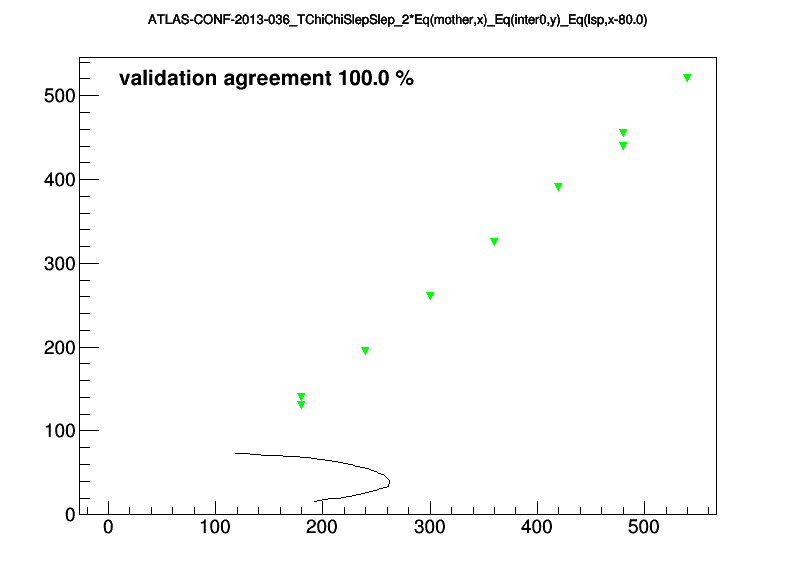 ATLAS-CONF-2013-036_TChiChiSlepSlep_2*Eq(mother,x)_Eq(inter0,y)_Eq(lsp,x-80.0)
validation agreement 100.0 %
500
400
300
200
100
0
0 100 200 300 400 500